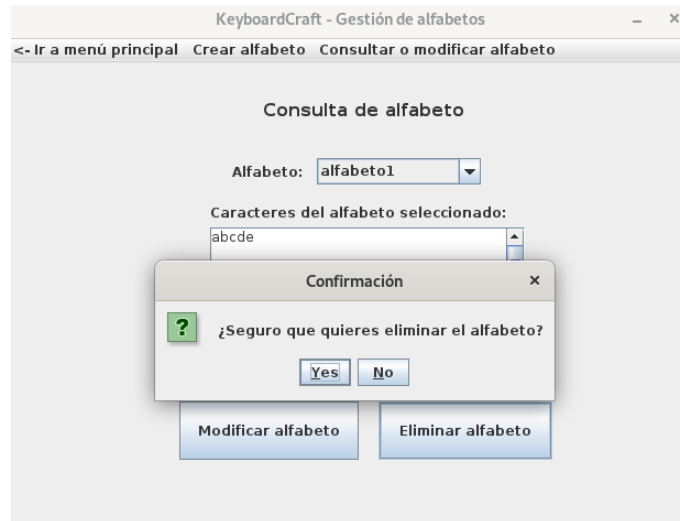 KeyboardCraft - Gestión de alfabetos
<- Ir a menú principal Crear alfabeto Consultar o modificar alfabeto
Consulta de alfabeto
Alfabeto: alfabeto1
Caracteres del alfabeto seleccionado:
abcde
Confirmación
¿Seguro que quieres eliminar el alfabeto?
Yes No
Modificar alfabeto Eliminar alfabeto